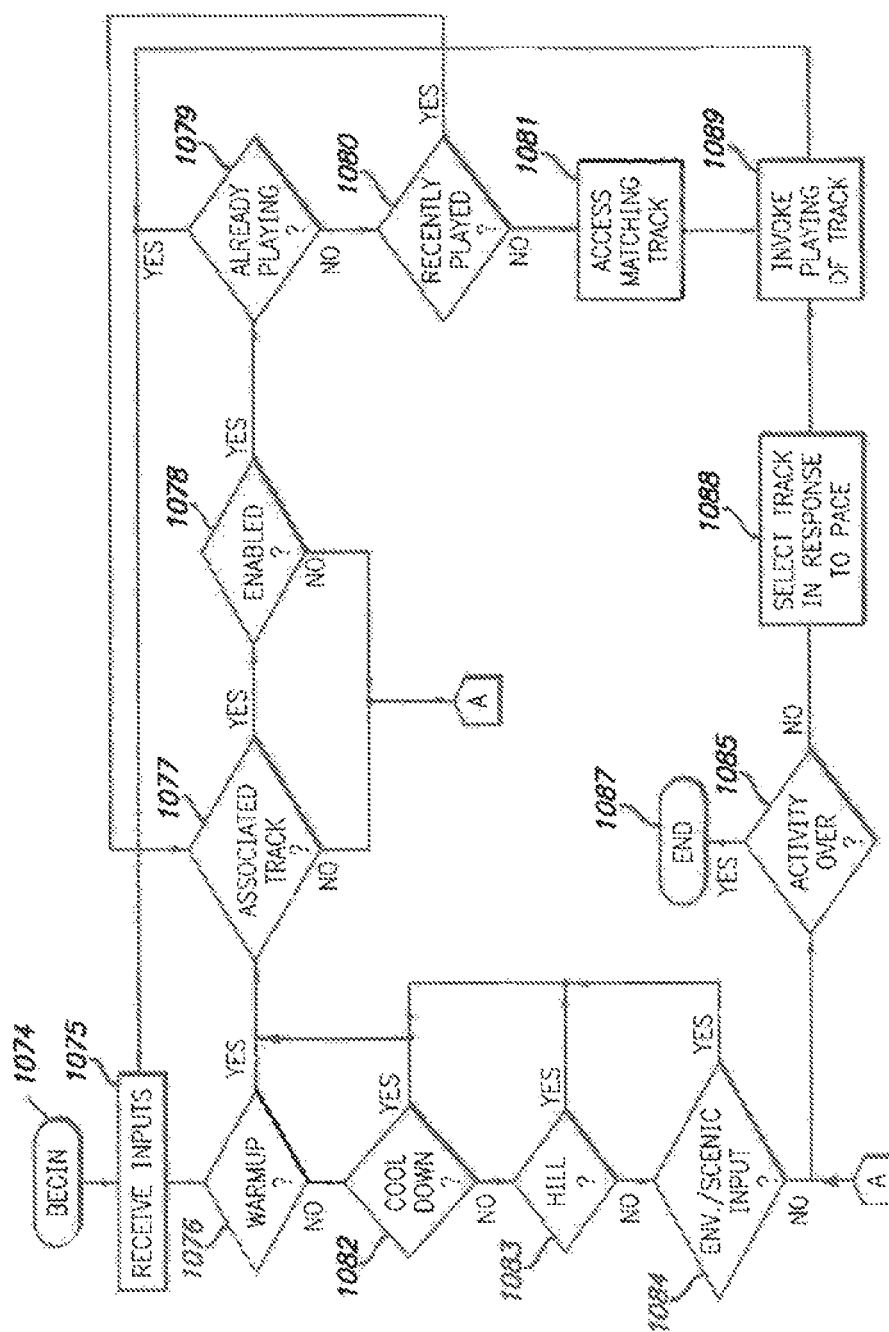 1074
BEGIN
1075
RECEIVE INPUTS
1076
WARMUP
?
YES
NO
1082
COOL
DOWN
?
YES
NO
1083
HILL
?
YES
NO
1084
ENV./SCENIC
INPUT
?
YES
NO
A
1077
ASSOCIATED
TRACK
?
YES
NO
1078
ENABLED
?
YES
NO
A
1079
ALREADY
PLAYING
?
YES
NO
1080
RECENTLY
PLAYED
?
YES
NO
1081
ACCESS
MATCHING
TRACK
1087
END
YES
1085
ACTIVITY
OVER
?
NO
1088
SELECT TRACK
IN RESPONSE
TO PACE
1089
INVOKE
PLAYING
OF TRACK